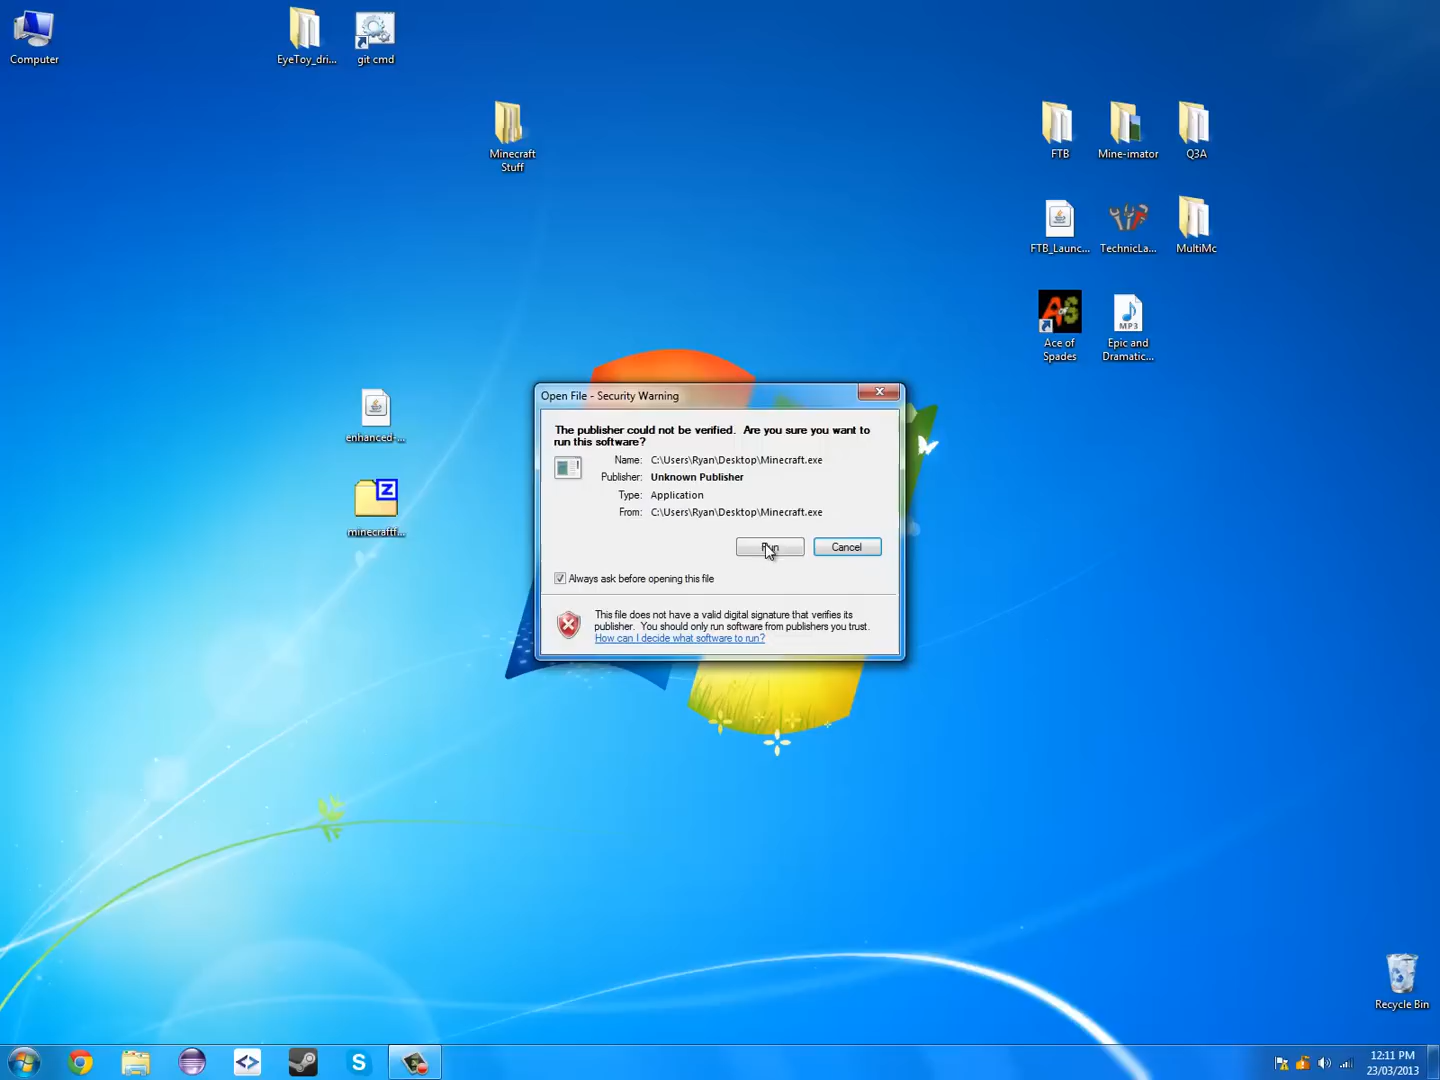 Computer
EyeToy_dri...
git cmd
Minecraft
Stuff
FTB
Mine-imator
Q3A
FTB_Launc...
TechnicLa...
MultiMc
Ace of
Spades
MP3
Epic and
Dramatic...
enhanced-...
Z
minecraftf...
Open File - Security Warning
The publisher could not be verified. Are you sure you want to
run this software?
Name: C:\Users\Ryan\Desktop\Minecraft.exe
Publisher: Unknown Publisher
Type: Application
From: C:\Users\Ryan\Desktop\Minecraft.exe
Run
Cancel
Always ask before opening this file
This file does not have a valid digital signature that verifies its
publisher. You should only run software from publishers you trust.
How can I decide what software to run?
Recycle Bin
12:11 PM
23/03/2013